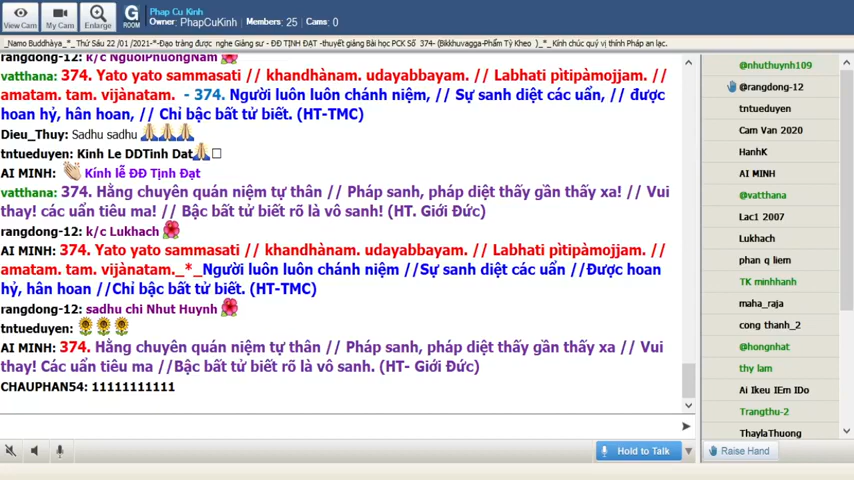 View Cam
My Cam
Enlarge
G
ROOM
Phap Cu Kinh
Owner: PhapCuKinh Members: 25 Cams: 0
_Namo Buddhàya_*_ Thứ Sáu 22 /01/2021-*-Đạo tràng được nghe Giảng sư - ĐĐ TỊNH ĐẠT -thuyết giảng Bài học PCK Số 374- (Bikkhuvagga-Phẩm Tỳ Kheo )_*_ Kính chúc quý vị thính Pháp an lạc.
rangdong-12: k/c NguoiPhuongNam
vatthana: 374. Yato yato sammasati // khandhànam. udayabbayam. // Labhati pìtipàmojjam. //
amatam. tam. vijànatam. - 374. Người luôn luôn chánh niệm, // Sự sanh diệt các uẩn, // được
hoan hỷ, hân hoan, // Chỉ bậc bất tử biết. (HT-TMC)
Dieu_Thuy: Sadhu sadhu
tntueduyen: Kinh Le DDTinh Dat
AI MINH: Kính lễ ĐĐ Tịnh Đạt
vatthana: 374. Hằng chuyên quán niệm tự thân // Pháp sanh, pháp diệt thấy gần thấy xa! // Vui
thay! các uẩn tiêu ma! // Bậc bất tử biết rõ là vô sanh! (HT. Giới Đức)
rangdong-12: k/c Lukhach
AI MINH: 374. Yato yato sammasati // khandhànam. udayabbayam. // Labhati pìtipàmojjam. //
amatam. tam. vijànatam._*_Người luôn luôn chánh niệm //Sự sanh diệt các uẩn //Được hoan
hỷ, hân hoan //Chỉ bậc bất tử biết. (HT-TMC)
rangdong-12: sadhu chi Nhut Huynh
tntueduyen:
AI MINH: 374. Hằng chuyên quán niệm tự thân // Pháp sanh, pháp diệt thấy gần thấy xa // Vui
thay! Các uẩn tiêu ma //Bậc bất tử biết rõ là vô sanh. (HT- Giới Đức)
CHAUPHAN54: 11111111111
Hold to Talk
@nhuthuynh109
@rangdong-12
tntueduyen
Cam Van 2020
HanhK
AI MINH
@vatthana
Lac1 2007
Lukhach
phan q liem
TK minhhanh
maha_raja
cong thanh_2
@hongnhat
thy lam
Ai Ikeu IEm IDo
Trangthu-2
ThaylaThuong
Raise Hand